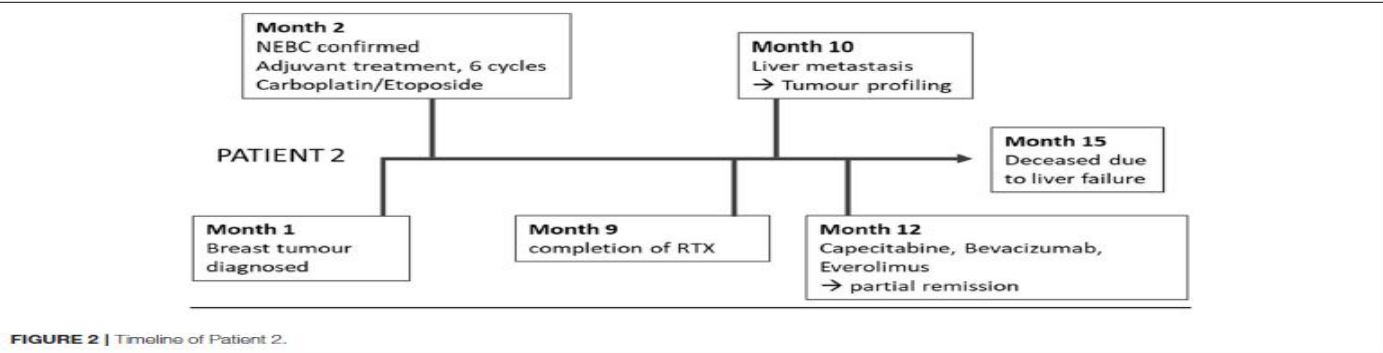 Month 2
NEBC confirmed
Adjuvant treatment, 6 cycles
Carboplatin/Etoposide
Month 10
Liver metastasis
→ Tumour profiling
PATIENT 2
Month 15
Deceased due
to liver failure
Month 1
Breast tumour
diagnosed
Month 9
completion of RTX
Month 12
Capecitabine, Bevacizumab,
Everolimus
→ partial remission
FIGURE 2 | Timeline of Patient 2.